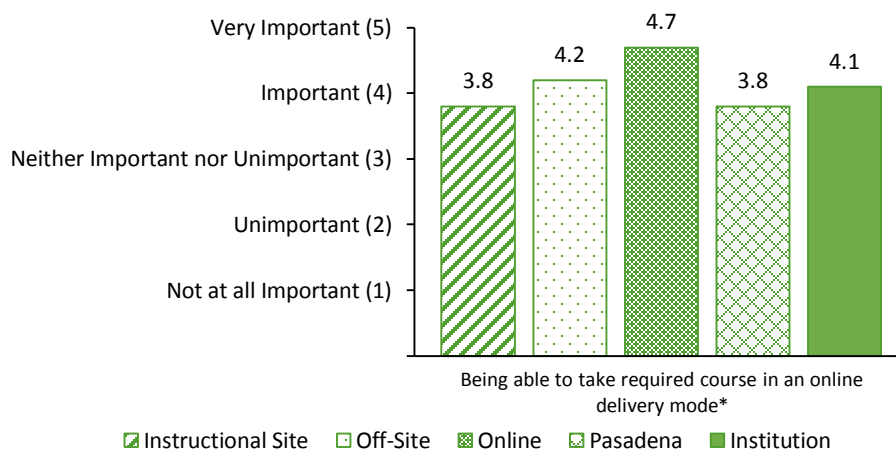 Very Important (5)
Important (4)
Neither Important nor Unimportant (3)
Unimportant (2)
Not at all Important (1)
3.8
4.2
4.7
3.8
4.1
Being able to take required course in an online
delivery mode*
Instructional Site
Off-Site
Online
Pasadena
Institution